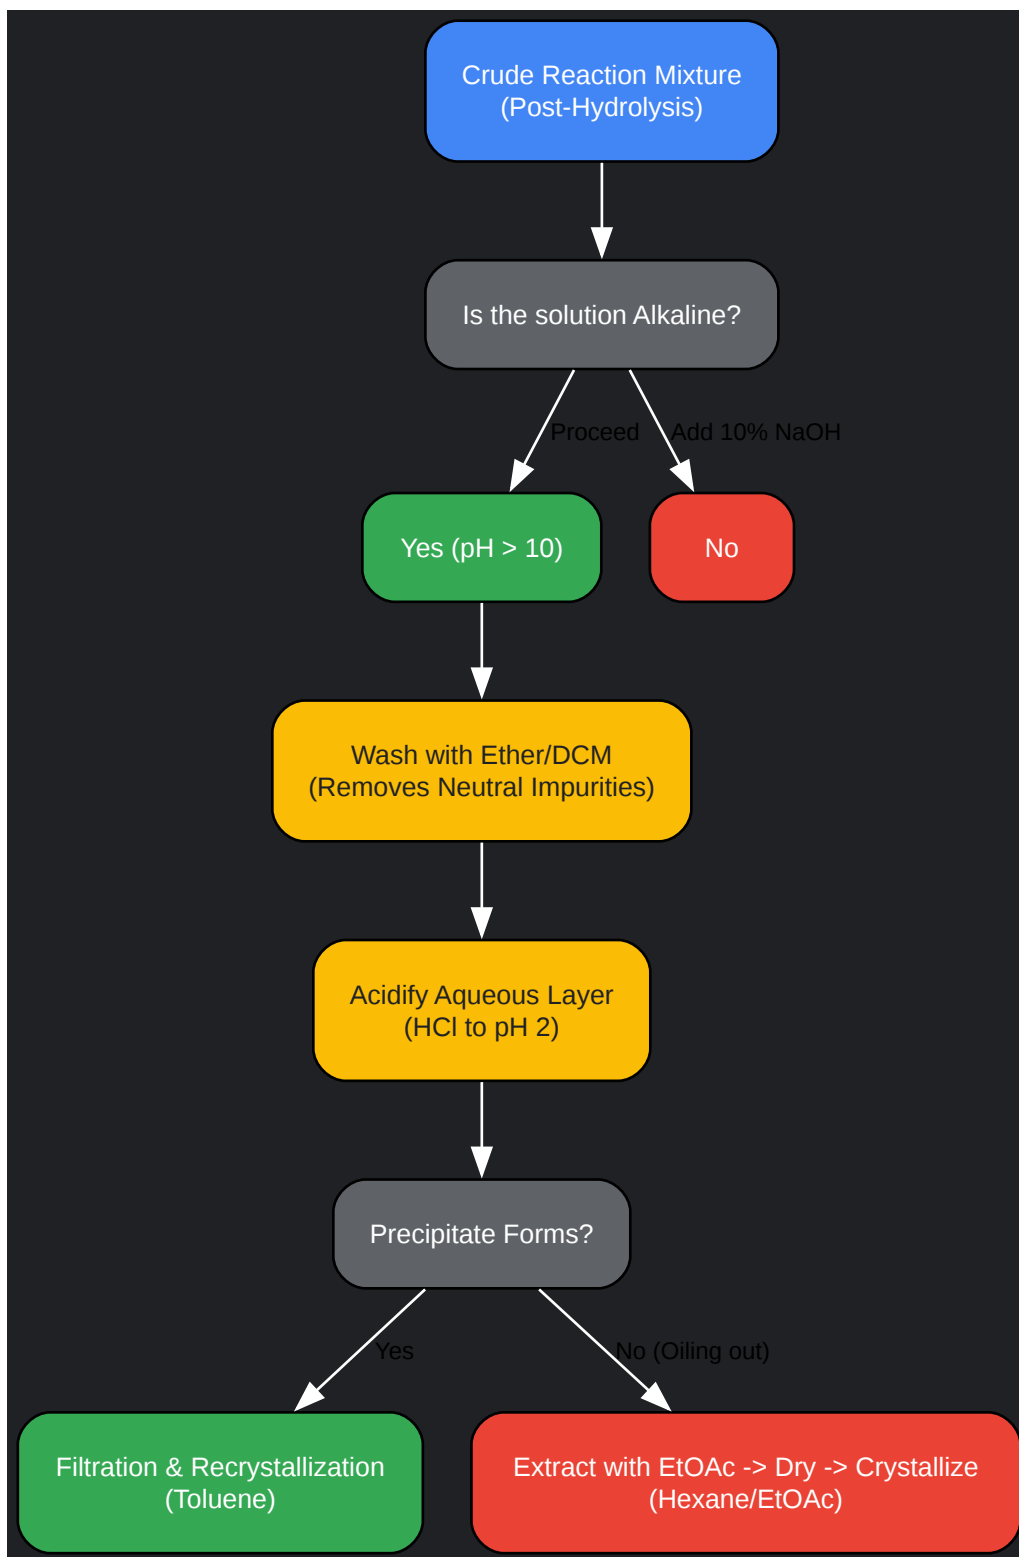 Crude Reaction Mixture
(Post-Hydrolysis)
Is the solution Alkaline?
Proceed
Add 10% NaOH
Yes (pH > 10)
No
Wash with Ether/DCM
(Removes Neutral Impurities)
Acidify Aqueous Layer
(HCl to pH 2)
Precipitate Forms?
Yes
No (Oiling out)
Filtration & Recrystallization
(Toluene)
Extract with EtOAc -> Dry -> Crystallize
(Hexane/EtOAc)